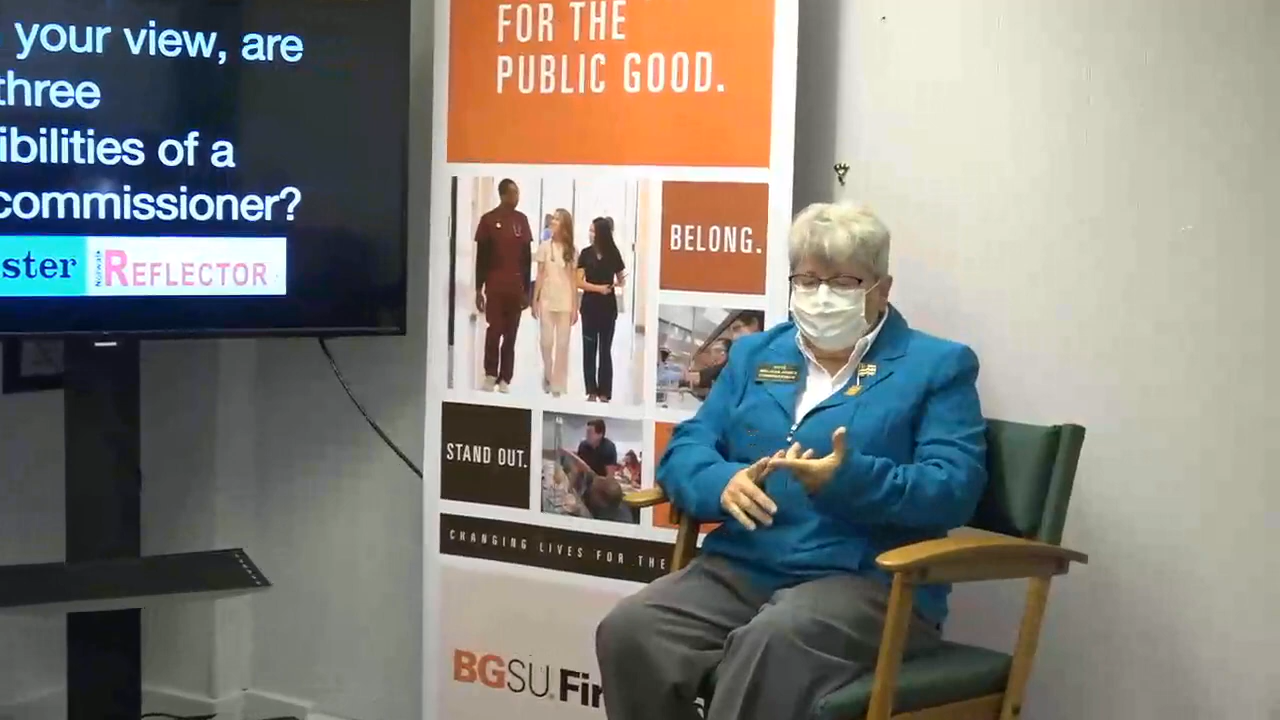 your view, are
three
ibilities of a
commissioner?
ster
Norwalk
REFLECTOR
FOR THE
PUBLIC GOOD.
BELONG.
STAND OUT.
CHANGING LIVES FOR THE
BGSU. Fir